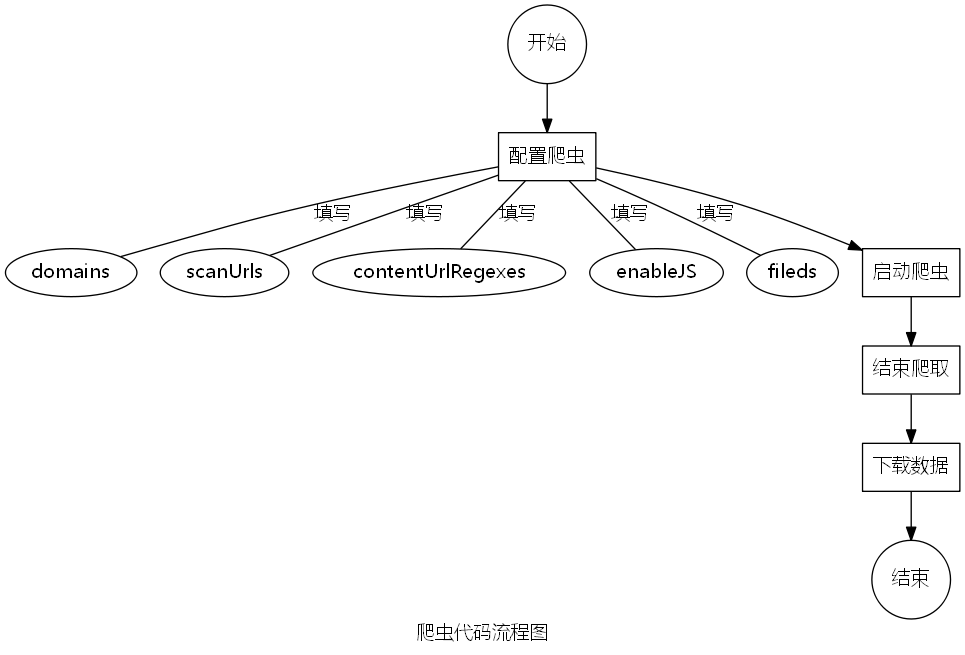 开始
配置爬虫
填写
填写
填写
填写
填写
domains
scanUrls
contentUrlRegexes
enableJS
fileds
启动爬虫
结束爬取
下载数据
结束
爬虫代码流程图